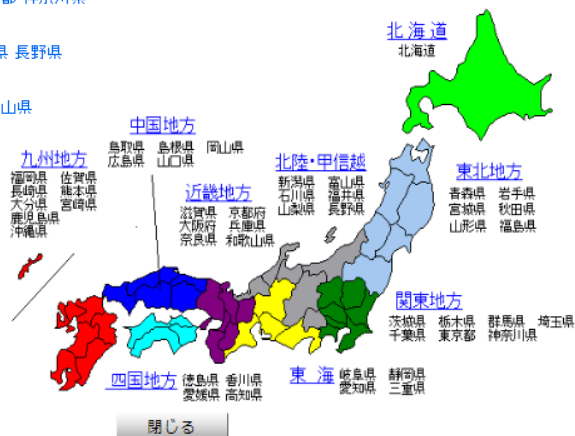 県 長野県
山県
北海道
北海道
中国地方
鳥取県 島根県 岡山県
広島県 山口県
九州地方
福岡県 佐賀県
長崎県 熊本県
大分県 宮崎県
鹿児島県
沖縄県
近畿地方
滋賀県 京都府
大阪府 兵庫県
奈良県 和歌山県
北陸・甲信越
新潟県 富山県
石川県 福井県
山梨県 長野県
東北地方
青森県 岩手県
宮城県 秋田県
山形県 福島県
関東地方
茨城県 栃木県 群馬県 埼玉県
千葉県 東京都 神奈川県
四国地方
徳島県 香川県
愛媛県 高知県
東海
岐阜県 静岡県
愛知県 三重県
閉じる